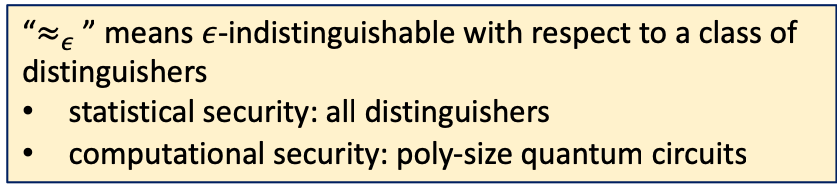 “≈ϵ ” means ϵ-indistinguishable with respect to a class of
distinguishers
• statistical security: all distinguishers
• computational security: poly-size quantum circuits